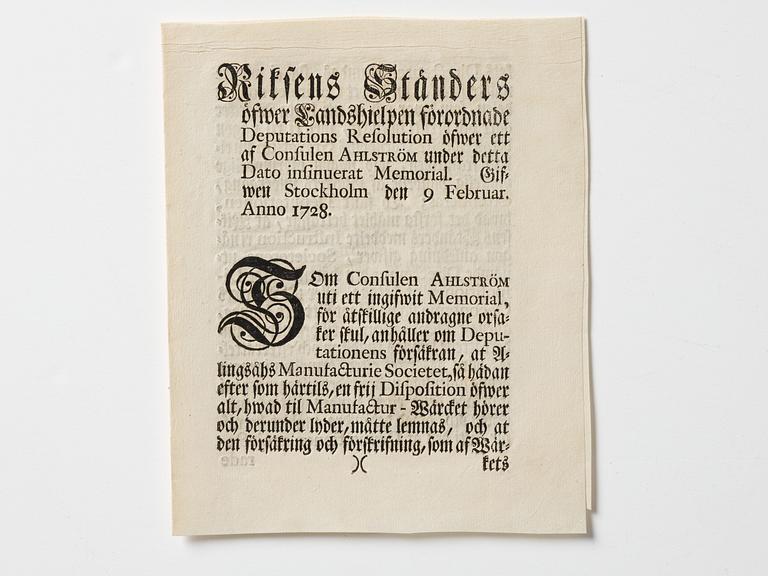 Riksens Ständers
öfwer Landshielpen förordnade
Deputations Resolution öfwer ett
af Consulen AHLSTRÖM under detta
Dato insinuerat Memorial. Gif-
wen Stockholm den 9 Februar.
Anno 1728.
SOm Consulen AHLSTRÖM
uti ett ingifwit Memorial,
för åtskillige andragne orsa-
ker skul, anhåller om Depu-
tationens försäkran, at A-
lingsåhs Manufacturie Societet, så hädan
efter som härtils, en frij Disposition öfwer
alt, hwad til Manufactur-Wärcket hörer
och derunder lyder, måtte lemnas, och at
den försäkring och förskrifning, som af Wär-
kets